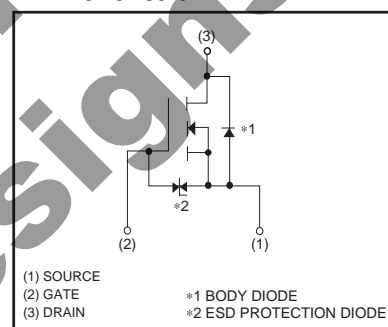 (3)
∗1
∗2
(2)
(1)
(1) SOURCE
(2) GATE
(3) DRAIN
∗1 BODY DIODE
∗2 ESD PROTECTION DIODE